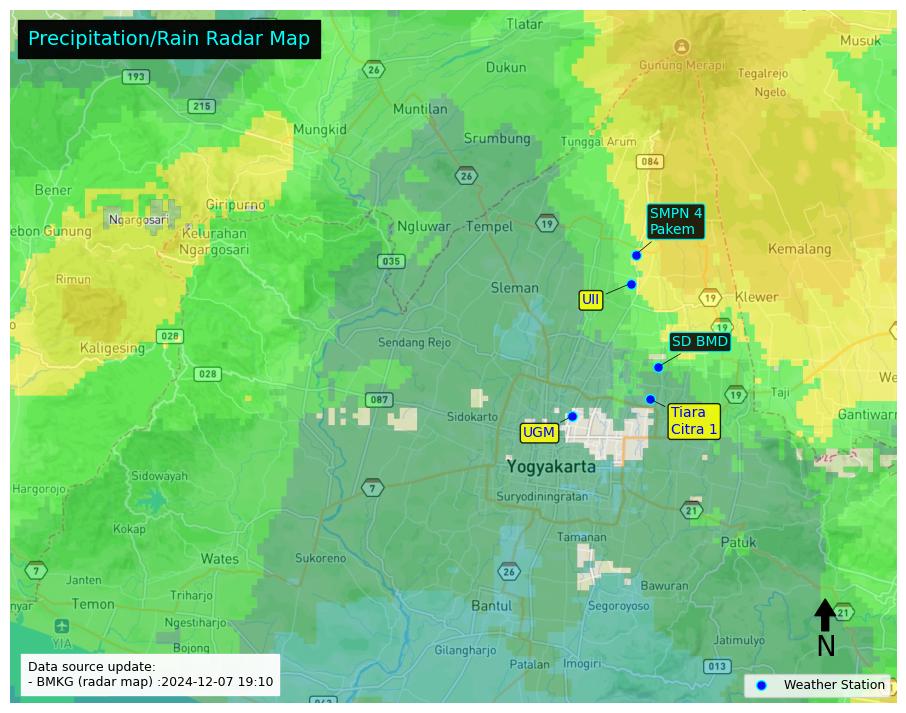 Precipitation/Rain Radar Map
Tlatar
Musuk
Gunung Merapi
26
Dukun
Tegalrejo
193
Ngelo
215
Muntilan
Mungkid
Srumbung
Tunggal Arum
084
26
Bener
Giripurno
SMPN 4
Pakem
Ngargosari
Ngluwar
Tempel
19
ebon Gunung
Kelurahan
Ngargosari
Kemalang
035
Rimun
Sleman
UII
19
Klewer
19
028
Sendang Rejo
SD BMD
Kaligesing
028
We
087
19
Taji
Sidokarto
Tiara
Citra 1
Gantiwarn
UGM
Yogyakarta
Sidowayah
Hargorojo
7
Suryodiningratan
21
Kokap
Tamanan
Patuk
Wates
Sukoreno
7
26
Janten
Bawuran
Triharjo
nyar
Temon
Bantul
Segoroyoso
21
Ngestiharjo
YIA
Jatimulyo
N
Bojong
Gilangharjo
Patalan
Imogiri
013
Data source update:
- BMKG (radar map) :2024-12-07 19:10
Weather Station